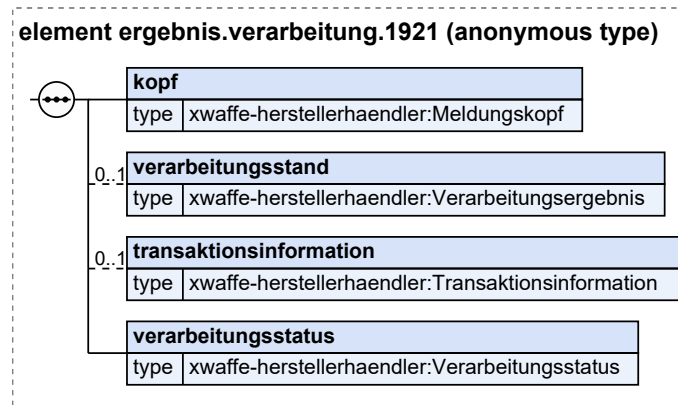 element ergebnis.verarbeitung.1921 (anonymous type)
kopf
type xwaffe-herstellerhaendler:Meldungskopf
0..1
verarbeitungsstand
type xwaffe-herstellerhaendler:Verarbeitungsergebnis
0..1
transaktionsinformation
type xwaffe-herstellerhaendler:Transaktionsinformation
verarbeitungsstatus
type xwaffe-herstellerhaendler:Verarbeitungsstatus